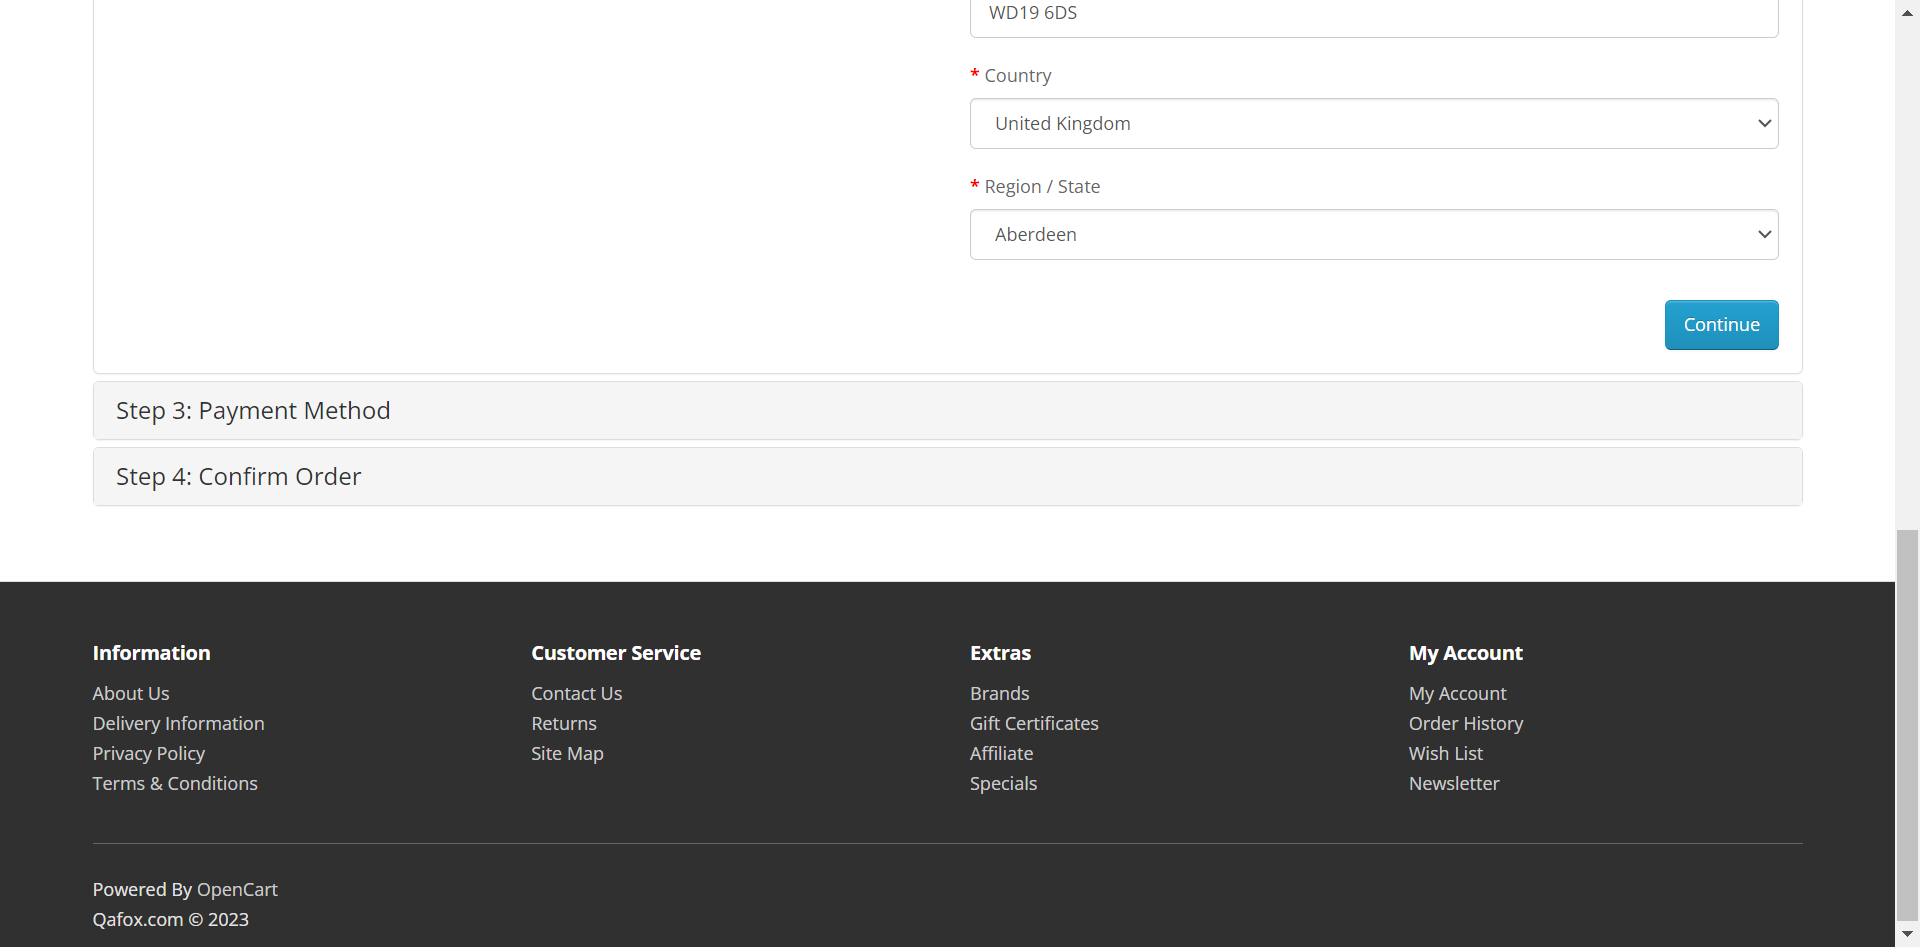 WD19 6DS
* Country
United Kingdom
* Region / State
Aberdeen
Continue
Step 3: Payment Method
Step 4: Confirm Order
Information
About Us
Delivery Information
Privacy Policy
Terms & Conditions
Customer Service
Contact Us
Returns
Site Map
Extras
Brands
Gift Certificates
Affiliate
Specials
My Account
My Account
Order History
Wish List
Newsletter
Powered By OpenCart
Qafox.com © 2023